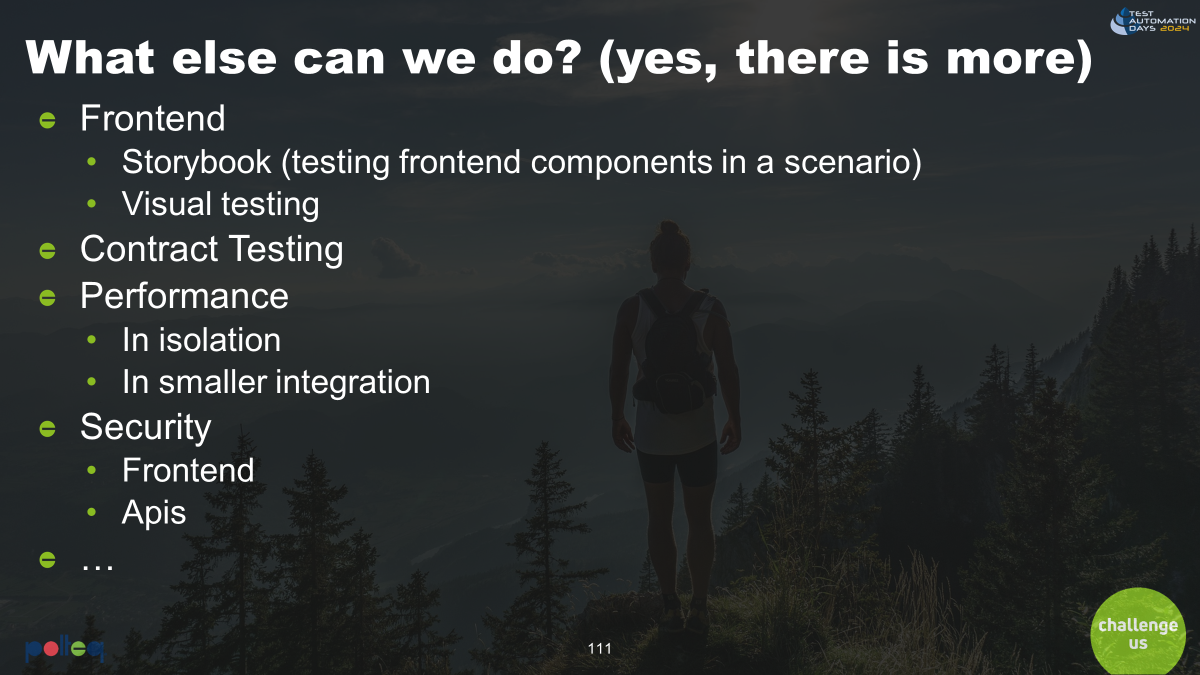 TEST
AUTOMATION
DAYS 2024
What else can we do? (yes, there is more)
Frontend
• Storybook (testing frontend components in a scenario)
• Visual testing
Contract Testing
Performance
• In isolation
• In smaller integration
Security
• Frontend
• Apis
…
polteq
111
challenge
us